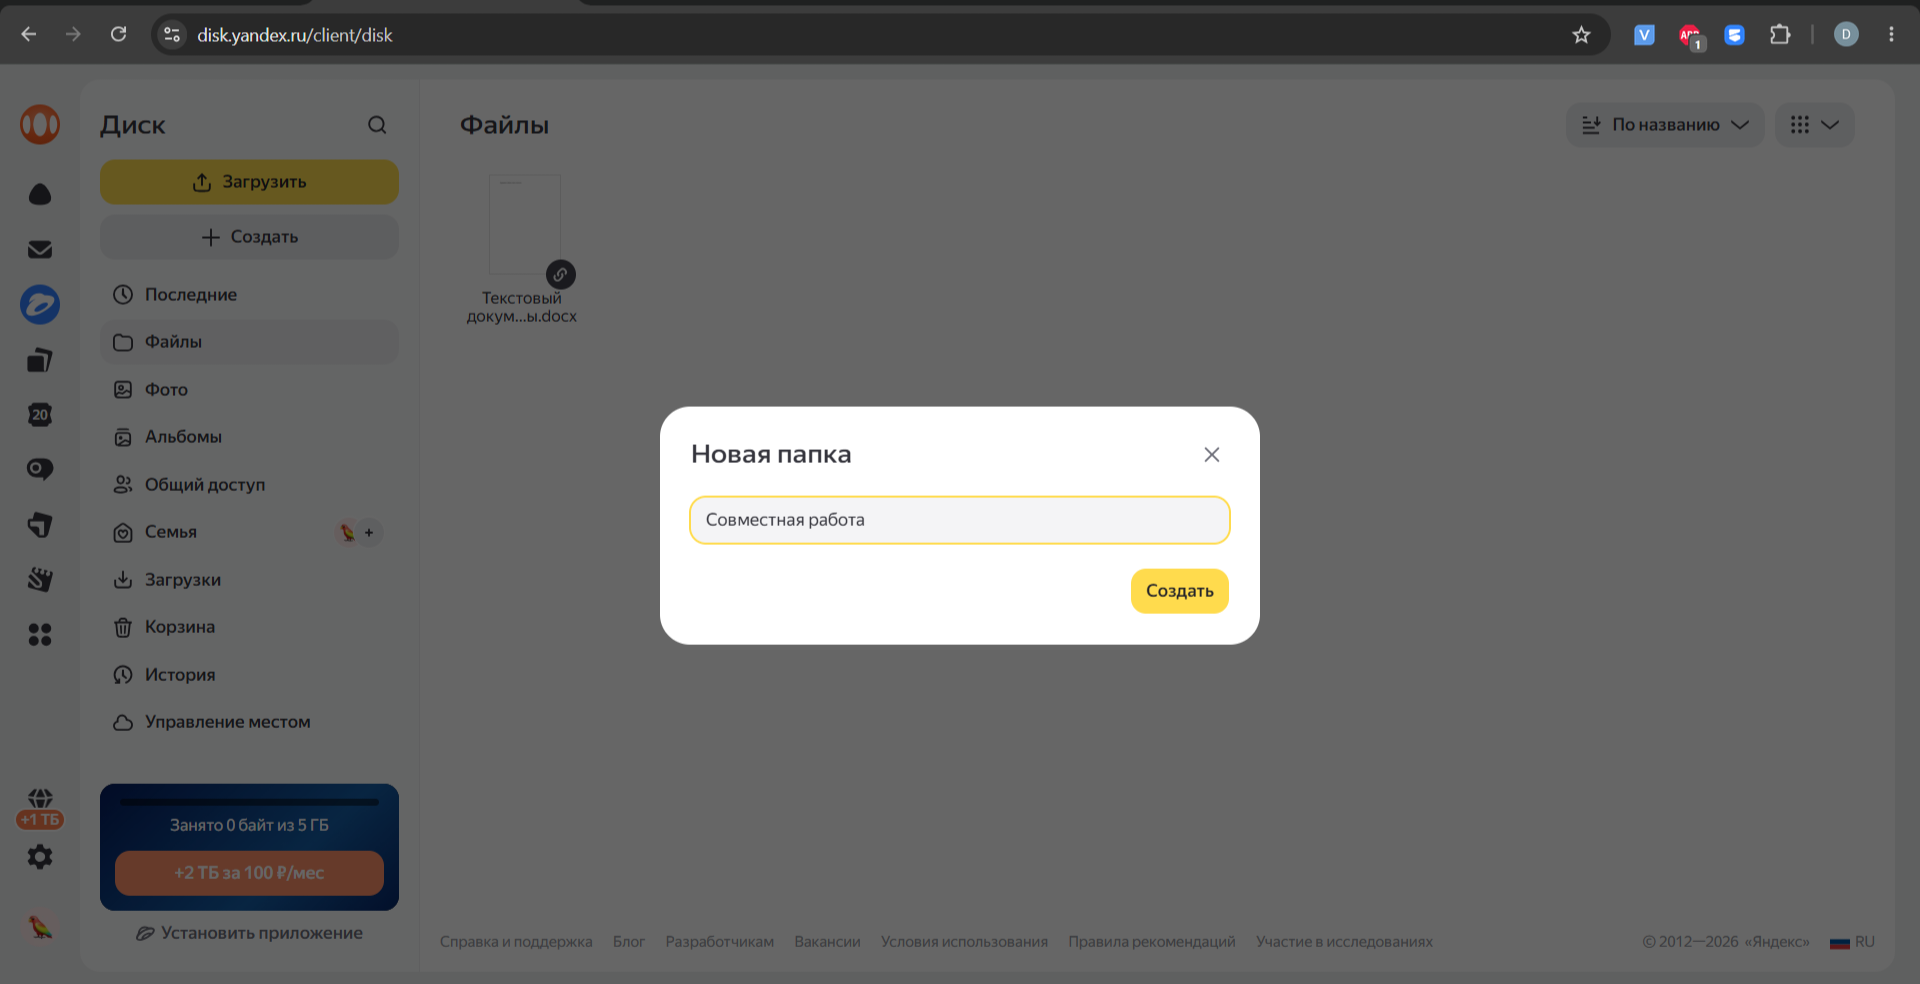 disk.yandex.ru/client/disk
V
ABP
1
D
Диск
Файлы
По названию
Загрузить
Создать
Последние
Файлы
Фото
Альбомы
Общий доступ
Семья
+
Загрузки
Корзина
История
Управление местом
20
+1 ТБ
Занято 0 байт из 5 ГБ
+2 ТБ за 100 ₽/мес
Установить приложение
Текстовый
докум...ы.docx
Новая папка
Совместная работа
Создать
Справка и поддержка Блог Разработчикам Вакансии Условия использования Правила рекомендаций Участие в исследованиях © 2012—2026 «Яндекс» RU